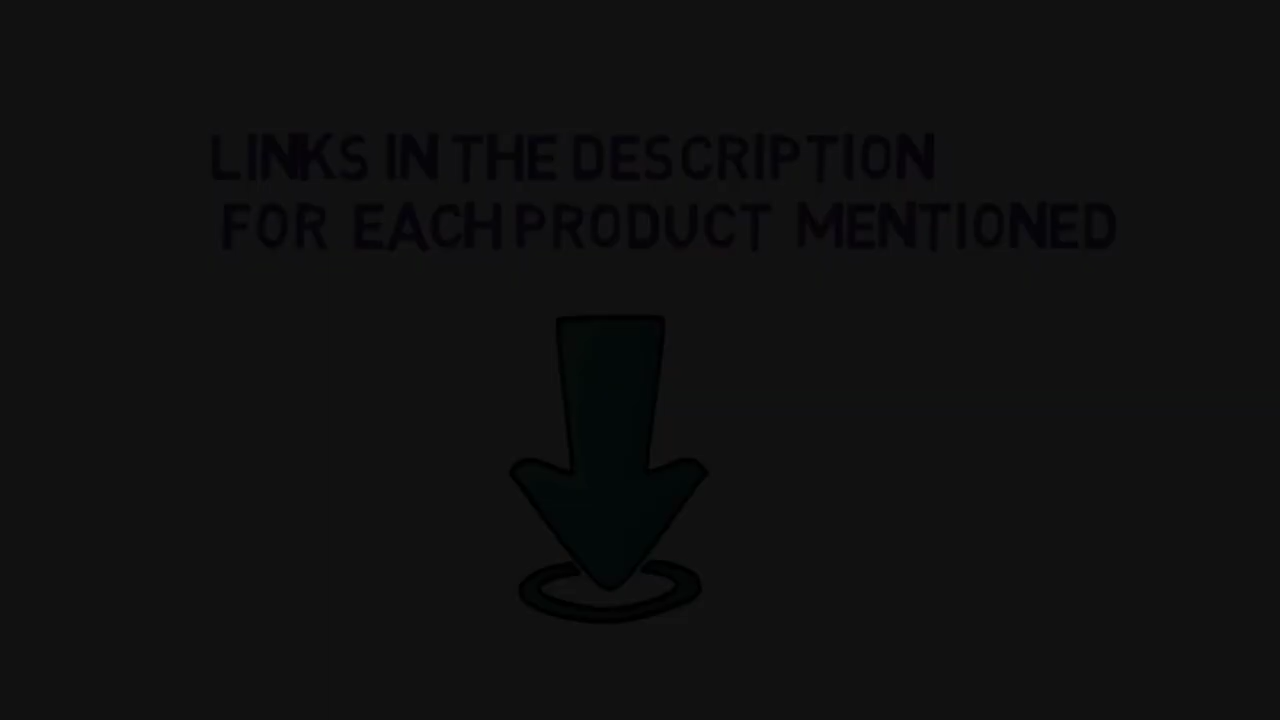 LINKS IN THE DESCRIPTION
FOR EACH PRODUCT MENTIONED